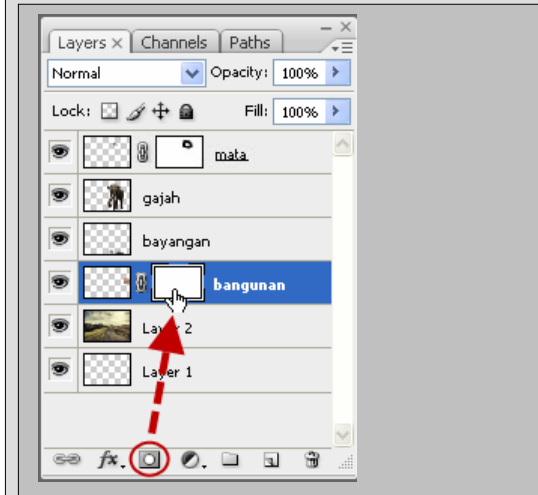 Layers × Channels Paths
Normal Opacity: 100%
Lock: Fill: 100%
mata
gajah
bayangan
bangunan
Layer 2
Layer 1
fx.